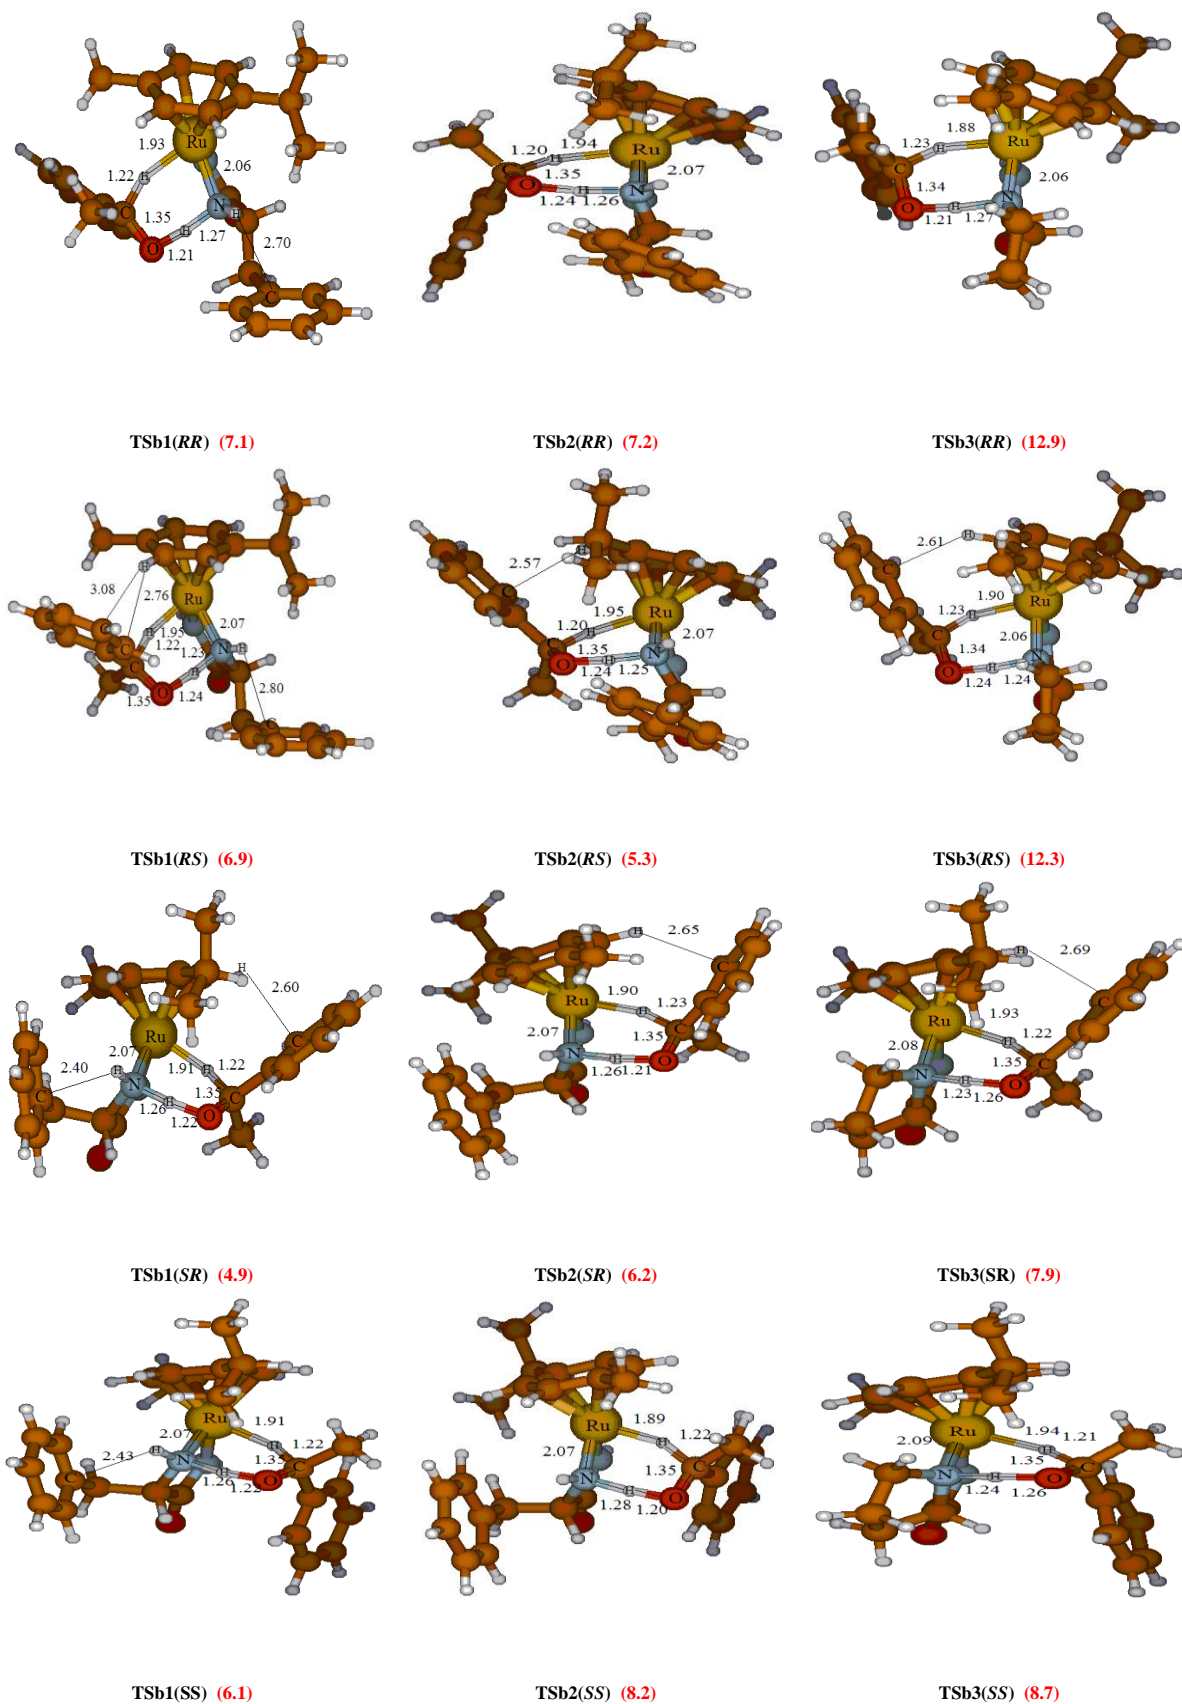 1.93
Ru
2.06
1.22
H
C
1.35
N
H
H
1.27
O
1.21
2.70
C
1.20
1.94
Ru
H
1.35
2.07
O
H
N
1.24
1.26
1.23
1.88
Ru
C
H
1.34
2.06
O
H
N
1.21
1.27
TSb1(RR) (7.1)
TSb2(RR) (7.2)
TSb3(RR) (12.9)
H
3.08
2.76
Ru
C
H
1.95
2.07
1.22
1.23
N
H
C
H
1.35
O
1.24
2.80
C
H
2.57
C
1.95
Ru
1.20
H
C
1.35
2.07
O
H
N
1.24
1.25
2.61
H
C
1.90
1.23
H
Ru
C
1.34
2.06
O
H
N
1.24
1.24
TSb1(RS) (6.9)
TSb2(RS) (5.3)
TSb3(RS) (12.3)
H
2.60
C
Ru
2.07
2.40
H
1.91
H
1.22
C
N
1.35
C
1.26
H
O
1.22
H
2.65
C
1.90
Ru
1.23
H
2.07
1.35
C
N
H
O
1.26
1.21
H
2.69
C
1.93
Ru
H
1.22
2.08
1.35
C
N
H
O
1.23
1.26
TSb1(SR) (4.9)
TSb2(SR) (6.2)
TSb3(SR) (7.9)
Ru
1.91
2.07
H
2.43
H
N
1.22
1.35
C
C
H
1.26
O
1.22
1.89
Ru
1.22
H
2.07
1.35
C
N
H
O
1.28
1.20
Ru
1.94
1.21
H
2.09
1.35
C
N
H
O
1.24
1.26
TSb1(SS) (6.1)
TSb2(SS) (8.2)
TSb3(SS) (8.7)